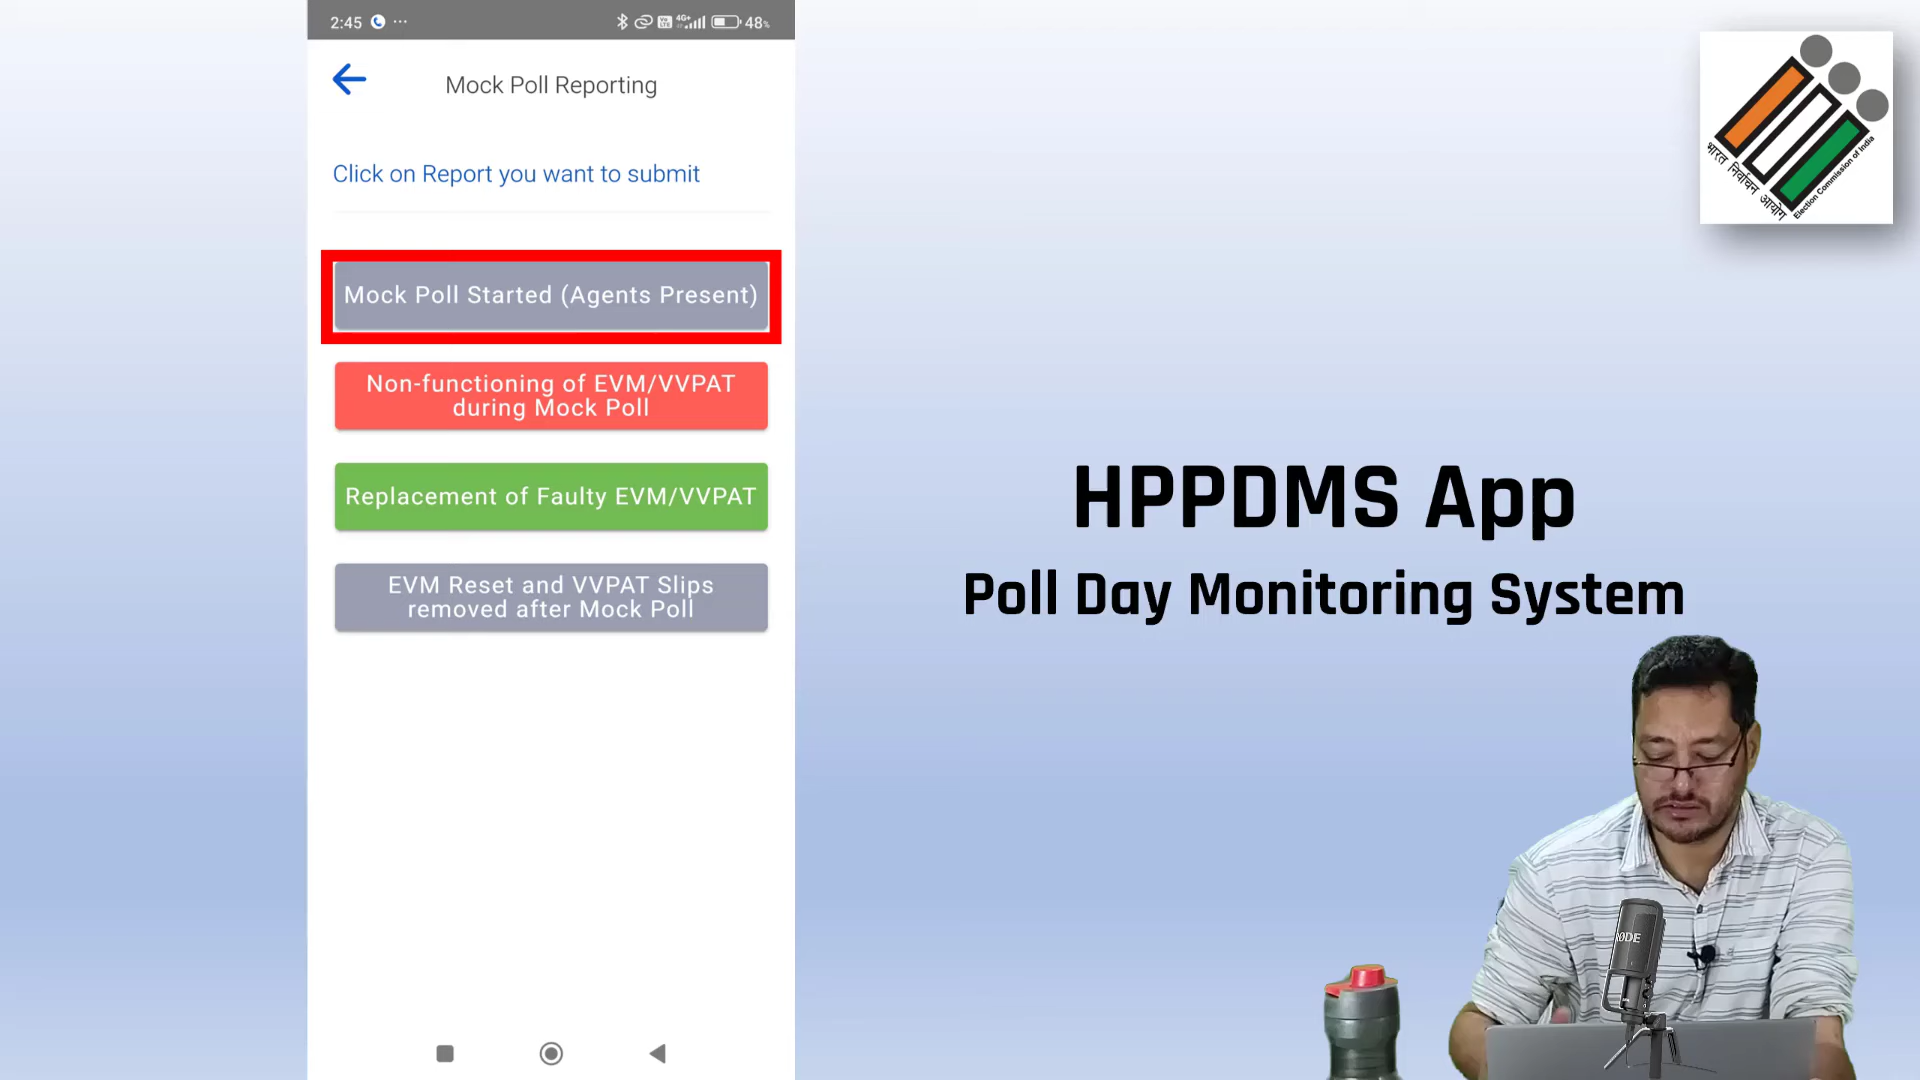 2:45
48%
Mock Poll Reporting
Click on Report you want to submit
Mock Poll Started (Agents Present)
Non-functioning of EVM/VVPAT
during Mock Poll
Replacement of Faulty EVM/VVPAT
EVM Reset and VVPAT Slips
removed after Mock Poll
भारत निर्वाचन आयोग
Election Commission of India
HPPDMS App
Poll Day Monitoring System
RØDE